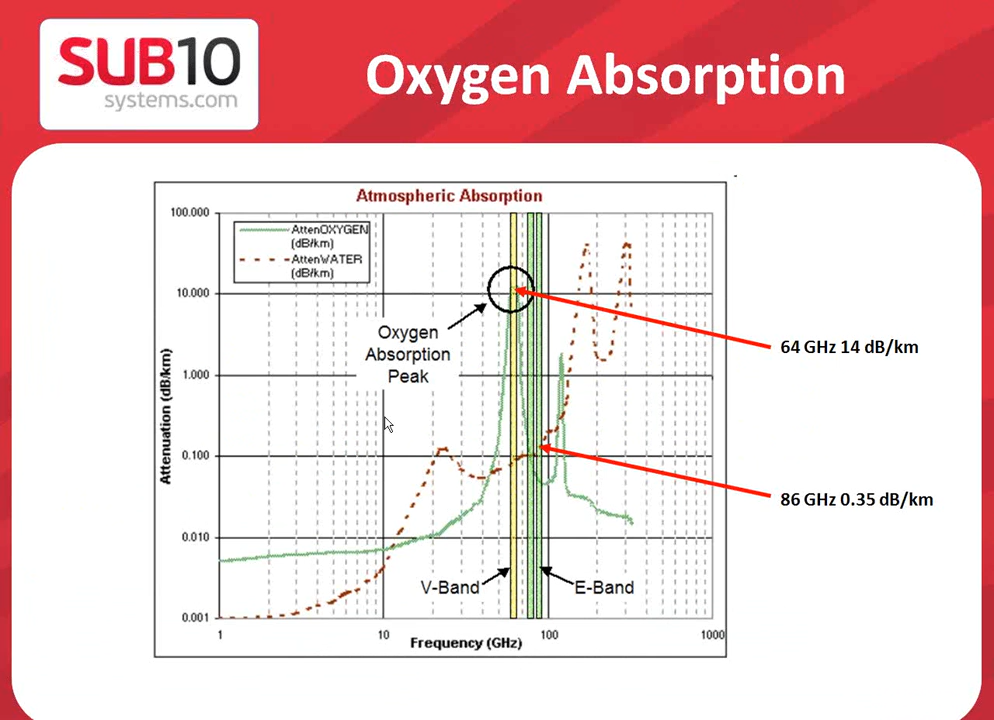 SUB10
systems.com
Oxygen Absorption
Atmospheric Absorption
100.000
10.000
1.000
0.100
0.010
0.001
AttenOXYGEN
(dB/km)
AttenWATER
(dB/km)
Oxygen
Absorption
Peak
64 GHz 14 dB/km
86 GHz 0.35 dB/km
V-Band
E-Band
Attenuation (dB/km)
1
10
100
1000
Frequency (GHz)